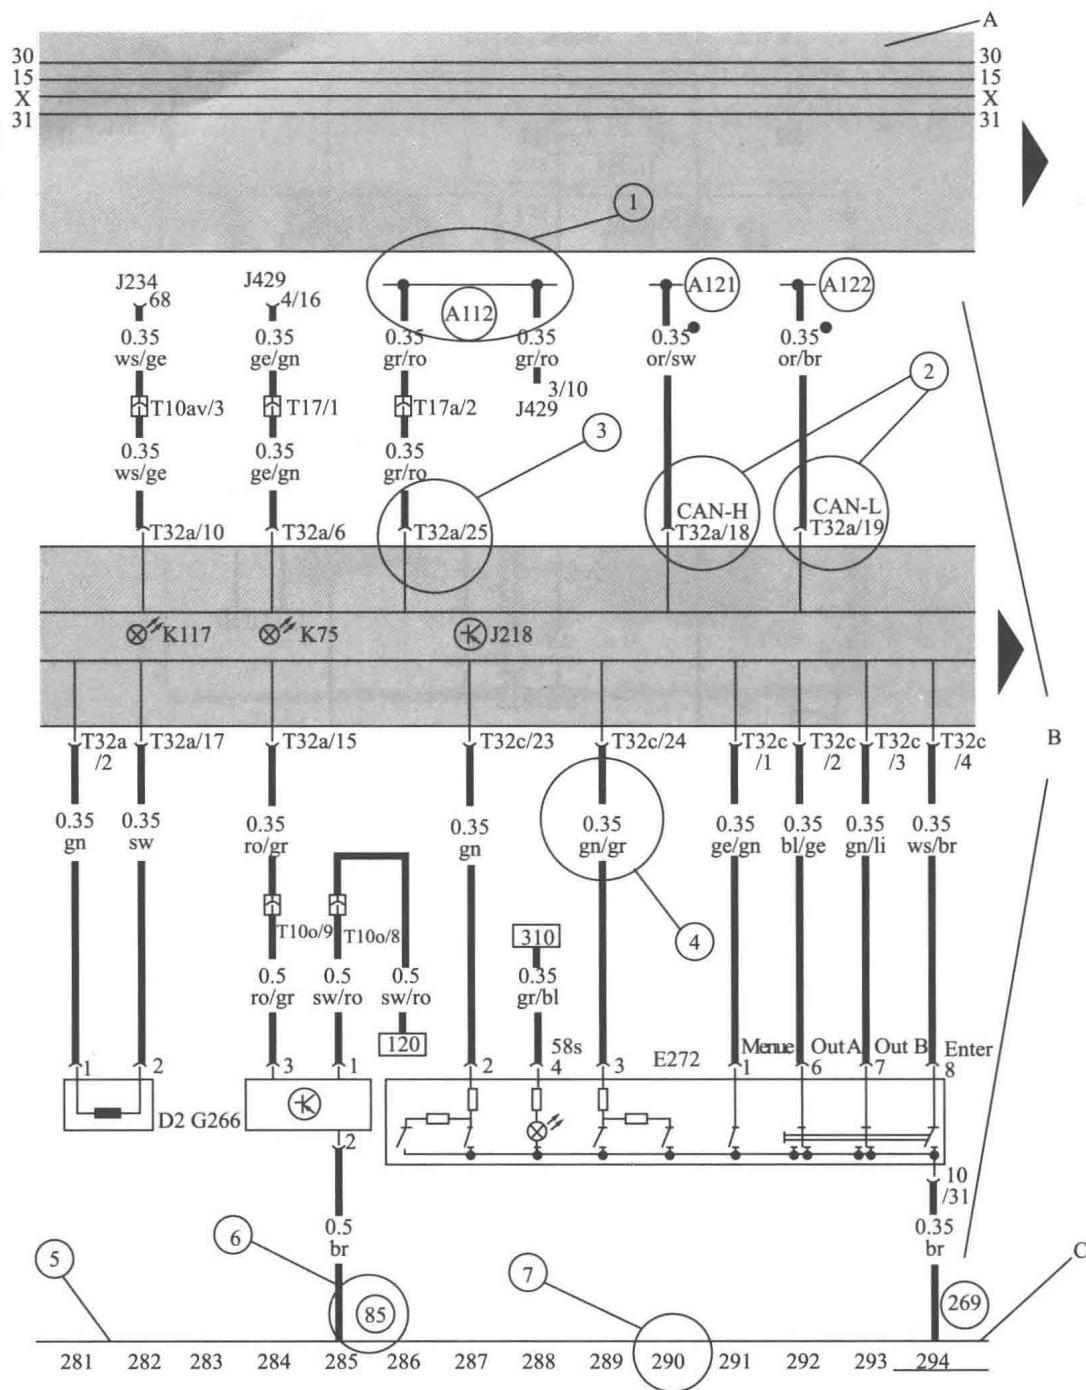 A
30 30
15 15
X X
31 31
1
J234 J429 A121 A122
68 4/16 A112
0.35 0.35 0.35 0.35 0.35 0.35
ws/ge ge/gn gr/ro gr/ro or/sw or/br
3/10
J429
2
T10av/3 T17/1 T17a/2
3
0.35 0.35 0.35
ws/ge ge/gn gr/ro
CAN-H CAN-L
T32a/10 T32a/6 T32a/25 T32a/18 T32a/19
K117 K75 J218
B
T32a T32a/17 T32a/15 T32c/23 T32c/24 T32c T32c T32c T32c
/2 /1 /2 /3 /4
0.35 0.35 0.35 0.35 0.35 0.35 0.35 0.35 0.35
gn sw ro/gr gn gn/gr ge/gn bl/ge gn/li ws/br
4
T10o/9 T10o/8 310
0.5 0.5 0.5 0.35
ro/gr sw/ro sw/ro gr/bl
120
58s E272 Menue Out A Out B Enter
1 2 3 1 2 4 3 1 6 7 8
D2 G266
2
10
/31
0.5 0.35
br br
5 6 7 C
85 269
281 282 283 284 285 286 287 288 289 290 291 292 293 294